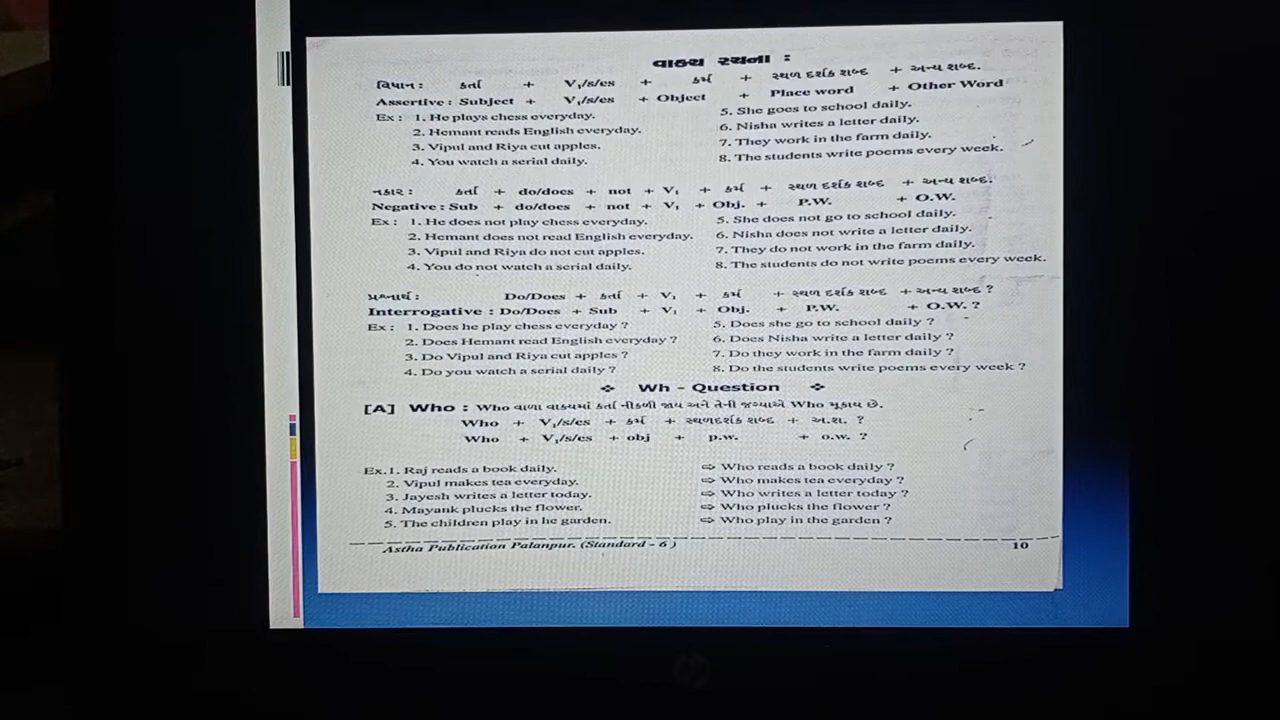 વાક્ય રચના :
વિધાન : કર્તા + V₁/s/es + કર્મ + સ્થળ દર્શક શબ્દ + અન્ય શબ્દ.
Assertive : Subject + V₁/s/es + Object + Place word + Other Word
Ex : 1. He plays chess everyday. 5. She goes to school daily.
2. Hemant reads English everyday. 6. Nisha writes a letter daily.
3. Vipul and Riya cut apples. 7. They work in the farm daily.
4. You watch a serial daily. 8. The students write poems every week.
નકાર : કર્તા + do/does + not + V₁ + કર્મ + સ્થળ દર્શક શબ્દ + અન્ય શબ્દ.
Negative : Sub + do/does + not + V₁ + Obj. + P.W. + O.W.
Ex : 1. He does not play chess everyday. 5. She does not go to school daily.
2. Hemant does not read English everyday. 6. Nisha does not write a letter daily.
3. Vipul and Riya do not cut apples. 7. They do not work in the farm daily.
4. You do not watch a serial daily. 8. The students do not write poems every week.
પ્રશ્નાર્થ : Do/Does + કર્તા + V₁ + કર્મ + સ્થળ દર્શક શબ્દ + અન્ય શબ્દ ?
Interrogative : Do/Does + Sub + V₁ + Obj. + P.W. + O.W. ?
Ex : 1. Does he play chess everyday ? 5. Does she go to school daily ?
2. Does Hemant read English everyday ? 6. Does Nisha write a letter daily ?
3. Do Vipul and Riya cut apples ? 7. Do they work in the farm daily ?
4. Do you watch a serial daily ? 8. Do the students write poems every week ?
❖ Wh - Question ❖
[A] Who : Who વાળા વાક્યમાં કર્તા નીકળી જાય અને તેની જગ્યાએ Who મૂકાય છે.
Who + V₁/s/es + કર્મ + સ્થળદર્શક શબ્દ + અ.શ. ?
Who + V₁/s/es + obj + p.w. + o.w. ?
Ex.1. Raj reads a book daily. ⇨ Who reads a book daily ?
2. Vipul makes tea everyday. ⇨ Who makes tea everyday ?
3. Jayesh writes a letter today. ⇨ Who writes a letter today ?
4. Mayank plucks the flower. ⇨ Who plucks the flower ?
5. The children play in he garden. ⇨ Who play in the garden ?
Astha Publication Palanpur. (Standard - 6 ) 10
hp